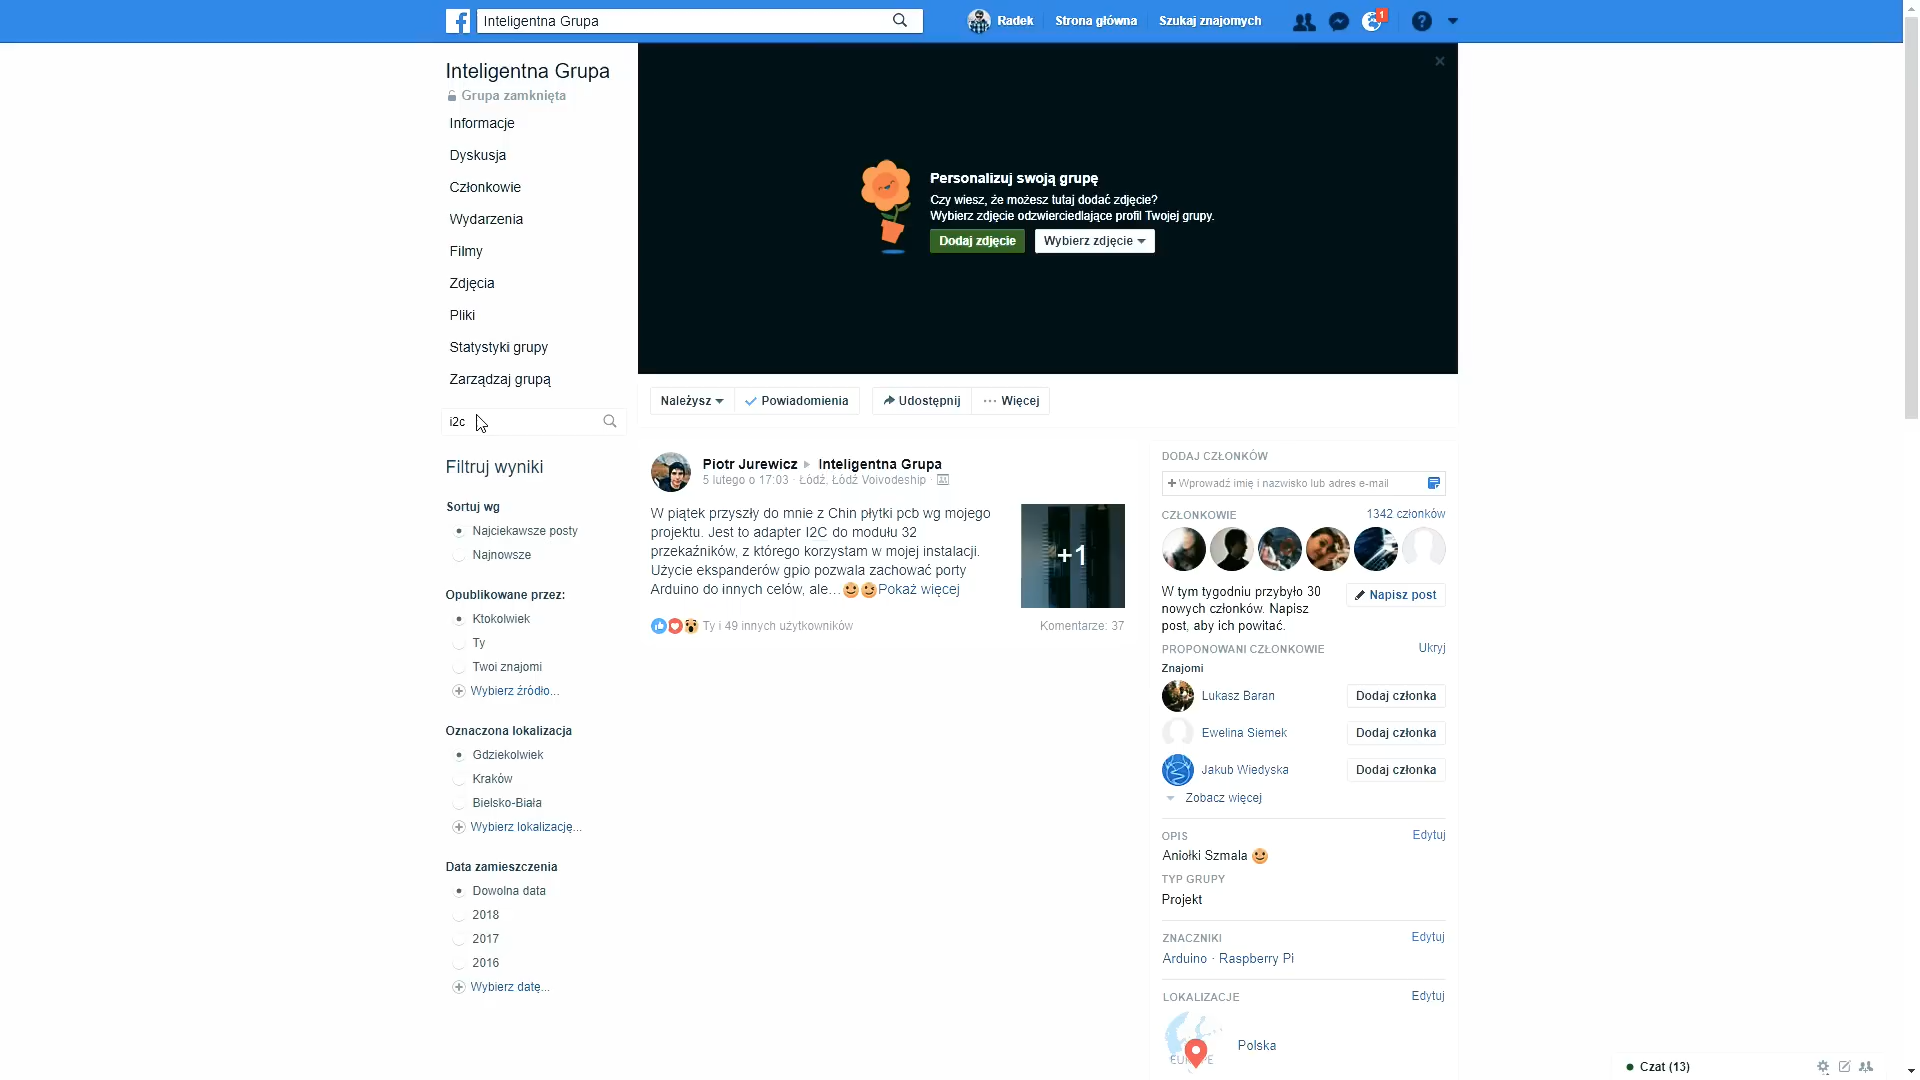 Inteligentna Grupa
Radek
Strona główna
Szukaj znajomych
1
Inteligentna Grupa
Grupa zamknięta
Informacje
Dyskusja
Członkowie
Wydarzenia
Filmy
Zdjęcia
Pliki
Statystyki grupy
Zarządzaj grupą
i2c
Filtruj wyniki
Sortuj wg
Najciekawsze posty
Najnowsze
Opublikowane przez:
Ktokolwiek
Ty
Twoi znajomi
Wybierz źródło...
Oznaczona lokalizacja
Gdziekolwiek
Kraków
Bielsko-Biała
Wybierz lokalizację...
Data zamieszczenia
Dowolna data
2018
2017
2016
Wybierz datę...
Personalizuj swoją grupę
Czy wiesz, że możesz tutaj dodać zdjęcie?
Wybierz zdjęcie odzwierciedlające profil Twojej grupy.
Dodaj zdjęcie
Wybierz zdjęcie
Należysz
Powiadomienia
Udostępnij
Więcej
Piotr Jurewicz ▸ Inteligentna Grupa
5 lutego o 17:03 · Łódź, Łódź Voivodeship ·
W piątek przyszły do mnie z Chin płytki pcb wg mojego
projektu. Jest to adapter I2C do modułu 32
przekaźników, z którego korzystam w mojej instalacji.
Użycie ekspanderów gpio pozwala zachować porty
Arduino do innych celów, ale...Pokaż więcej
+1
Ty i 49 innych użytkowników
Komentarze: 37
DODAJ CZŁONKÓW
+ Wprowadź imię i nazwisko lub adres e-mail
CZŁONKOWIE
1342 członków
W tym tygodniu przybyło 30
nowych członków. Napisz
post, aby ich powitać.
Napisz post
PROPONOWANI CZŁONKOWIE
Ukryj
Znajomi
Lukasz Baran
Dodaj członka
Ewelina Siemek
Dodaj członka
Jakub Wiedyska
Dodaj członka
Zobacz więcej
OPIS
Edytuj
Aniołki Szmala
TYP GRUPY
Projekt
ZNACZNIKI
Edytuj
Arduino · Raspberry Pi
LOKALIZACJE
Edytuj
Polska
Czat (13)